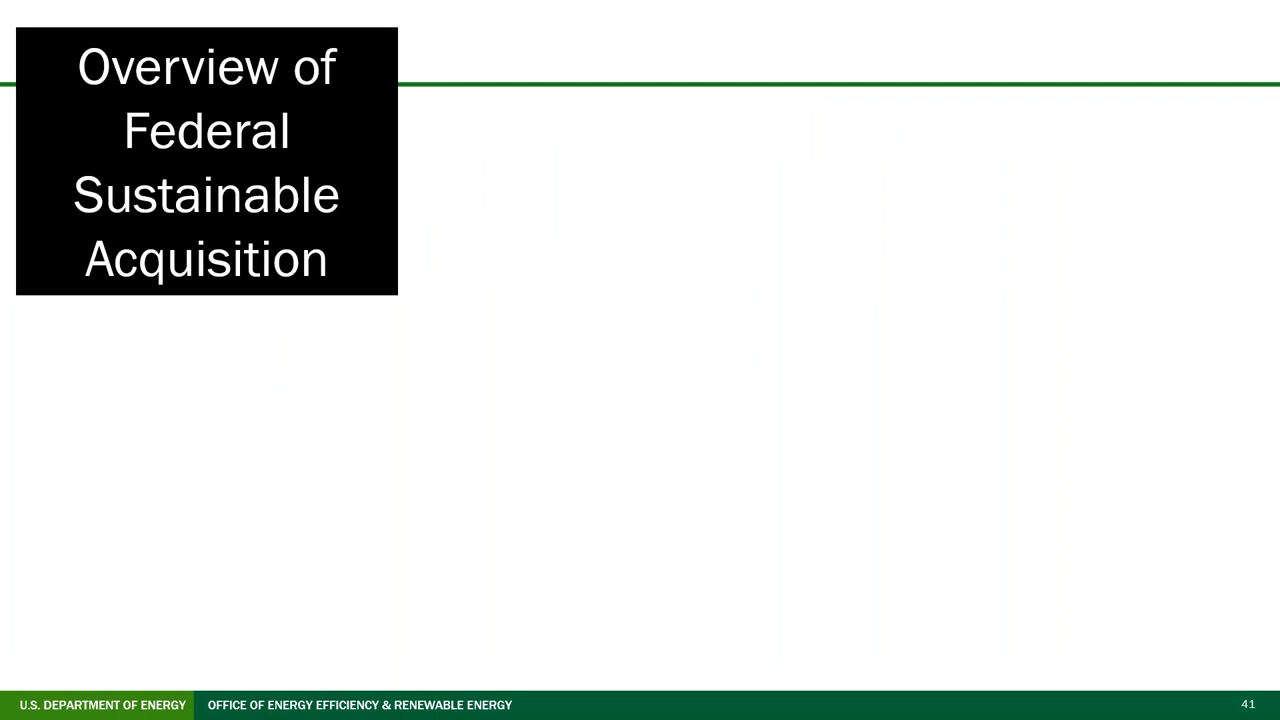 Overview of
Federal
Sustainable
Acquisition
U.S. DEPARTMENT OF ENERGY OFFICE OF ENERGY EFFICIENCY & RENEWABLE ENERGY 41